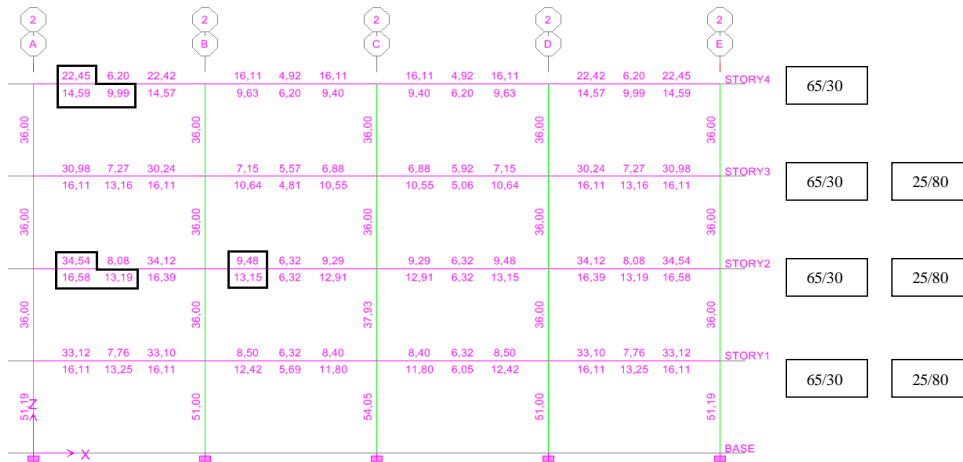 2 2 2 2 2
A B C D E
22,45 6,20 22,42 16,11 4,92 16,11 16,11 4,92 16,11 22,42 6,20 22,45
STORY4 65/30
14,59 9,99 14,57 9,63 6,20 9,40 9,40 6,20 9,63 14,57 9,99 14,59
36,00 36,00 36,00 36,00 36,00
30,98 7,27 30,24 7,15 5,57 6,88 6,88 5,92 7,15 30,24 7,27 30,98
STORY3 65/30 25/80
16,11 13,16 16,11 10,64 4,81 10,55 10,55 5,06 10,64 16,11 13,16 16,11
36,00 36,00 36,00 36,00 36,00
34,54 8,08 34,12 9,48 6,32 9,29 9,29 6,32 9,48 34,12 8,08 34,54
STORY2 65/30 25/80
16,58 13,19 16,39 13,15 6,32 12,91 12,91 6,32 13,15 16,39 13,19 16,58
36,00 36,00 37,93 36,00 36,00
33,12 7,76 33,10 8,50 6,32 8,40 8,40 6,32 8,50 33,10 7,76 33,12
STORY1 65/30 25/80
16,11 13,25 16,11 12,42 5,69 11,80 11,80 6,05 12,42 16,11 13,25 16,11
51,19 51,00 54,05 51,00 51,19
Z
X
BASE